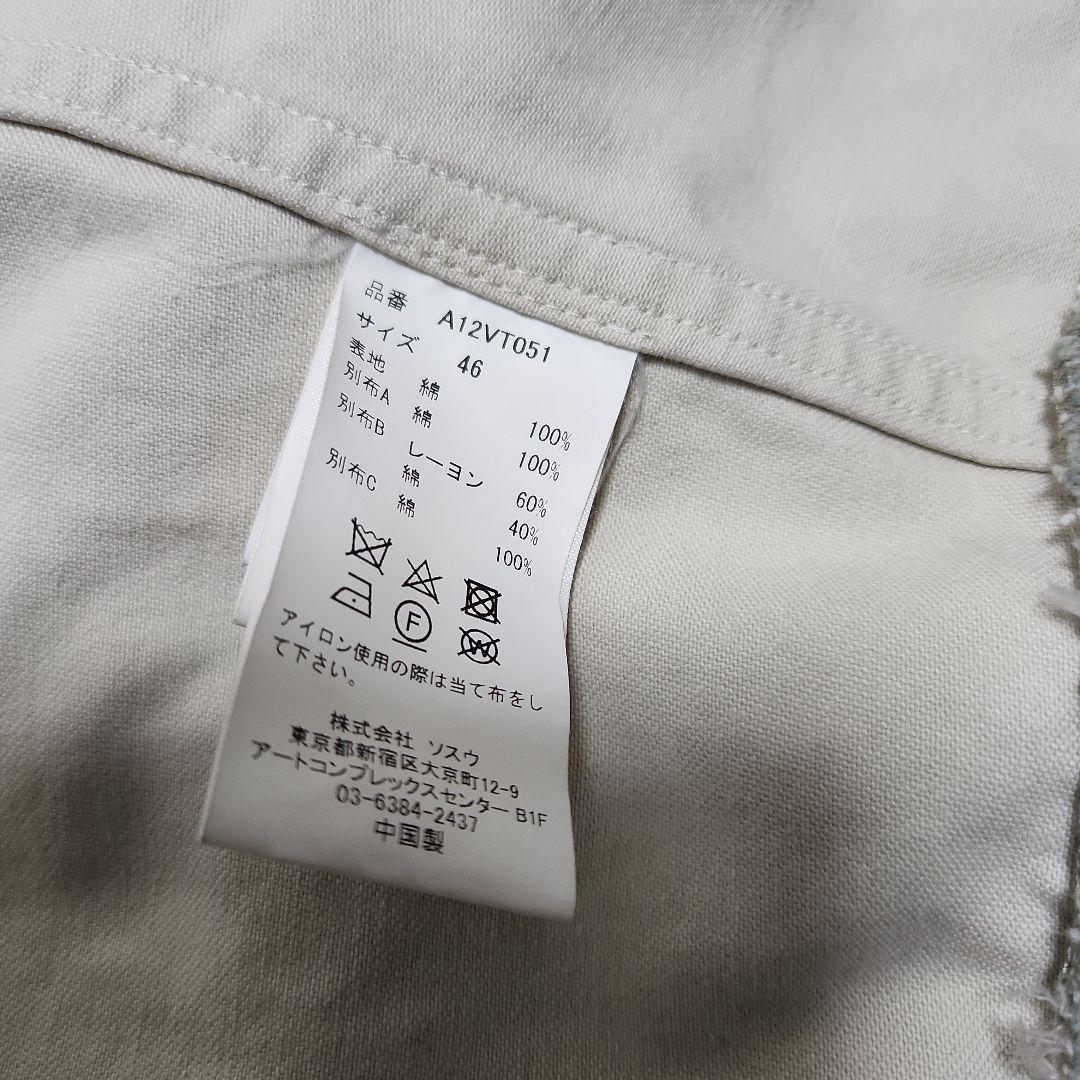 品番 A12VT051
サイズ 46
表地 綿 100%
別布A 綿 100%
別布B レーヨン 60%
綿 40%
別布C 綿 100%
F
W
アイロン使用の際は当て布をし
て下さい。
株式会社 ソスウ
東京都新宿区大京町12-9
アートコンプレックスセンター B1F
03-6384-2437
中国製